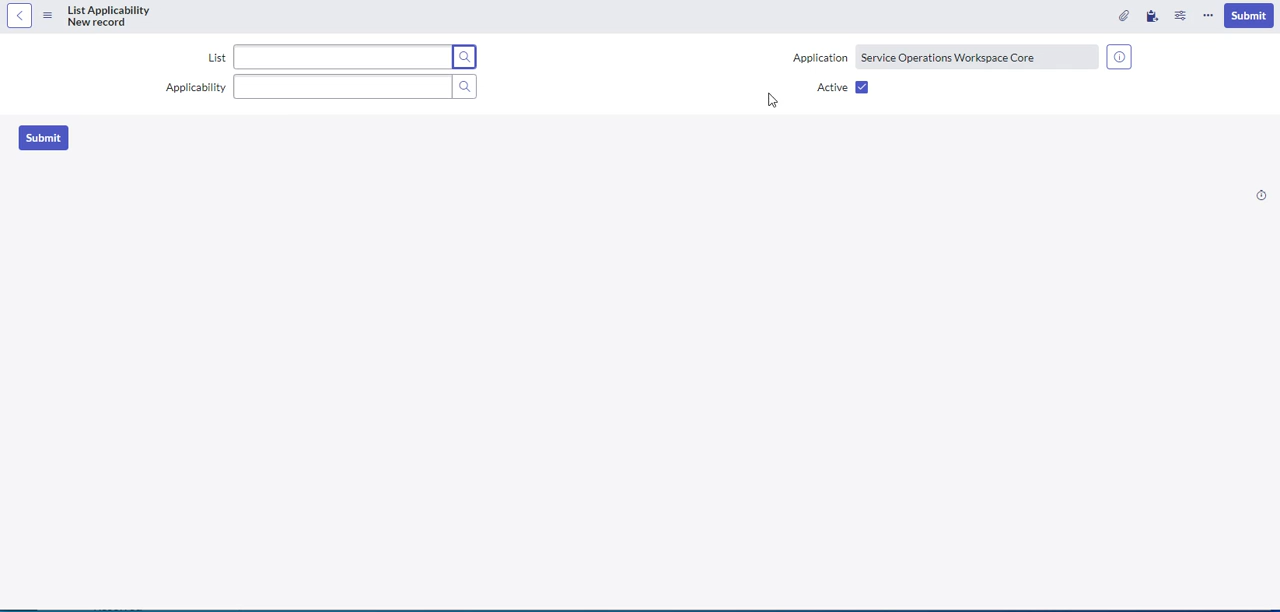 List Applicability
New record
Submit
List
Application
Service Operations Workspace Core
Applicability
Active
Submit